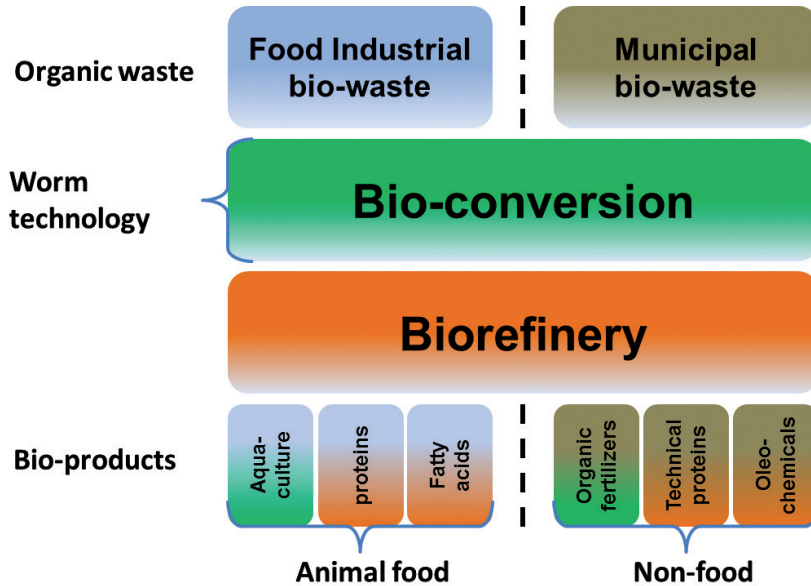 Organic waste
Food Industrial
bio-waste
Municipal
bio-waste
Worm
technology
Bio-conversion
Biorefinery
Bio-products
Aqua-
culture
proteins
Fatty
acids
Organic
fertilizers
Technical
proteins
Oleo-
chemicals
Animal food
Non-food